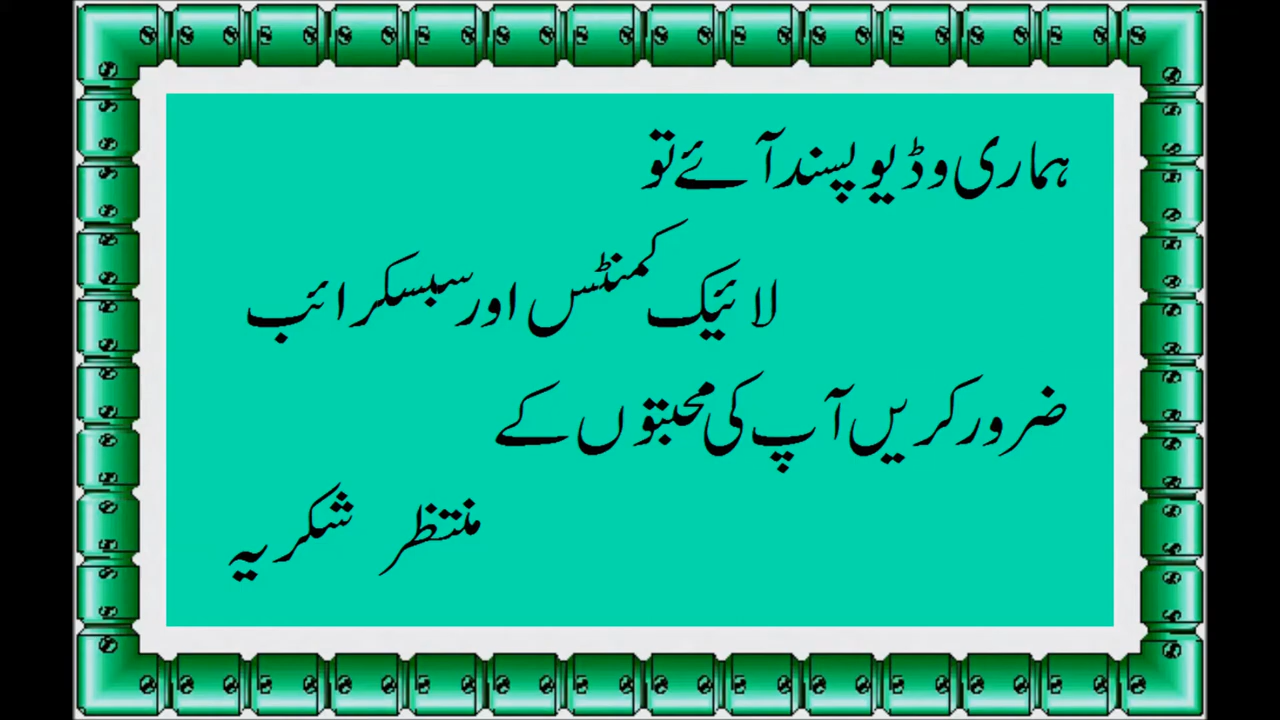 ہماری وڈیو پسند آئے تو
لائیک کمنٹس اور سبسکرائب
ضرور کریں آپ کی محبتوں کے
منتظر شکریہ